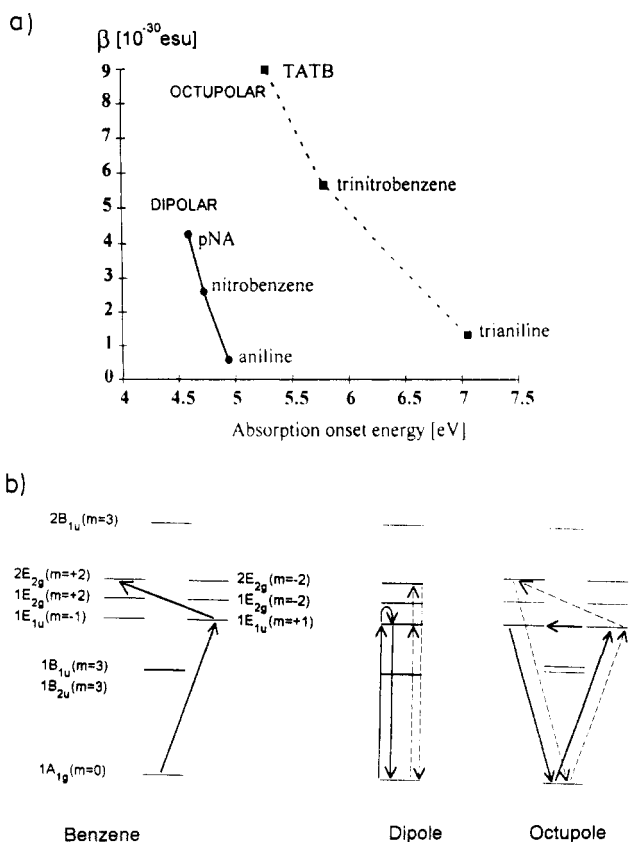 a)
β [10⁻³⁰esu]
9
8
7
6
5
4
3
2
1
0
TATB
OCTUPOLAR
trinitrobenzene
DIPOLAR
pNA
nitrobenzene
aniline
trianiline
4 4.5 5 5.5 6 6.5 7 7.5
Absorption onset energy [eV]
b)
2B₁ᵤ(m=3)
2E₂g(m=+2)
1E₂g(m=+2)
1E₁ᵤ(m=-1)
2E₂g(m=-2)
1E₂g(m=-2)
1E₁ᵤ(m=+1)
1B₁ᵤ(m=3)
1B₂ᵤ(m=3)
1A₁g(m=0)
Benzene
Dipole
Octupole